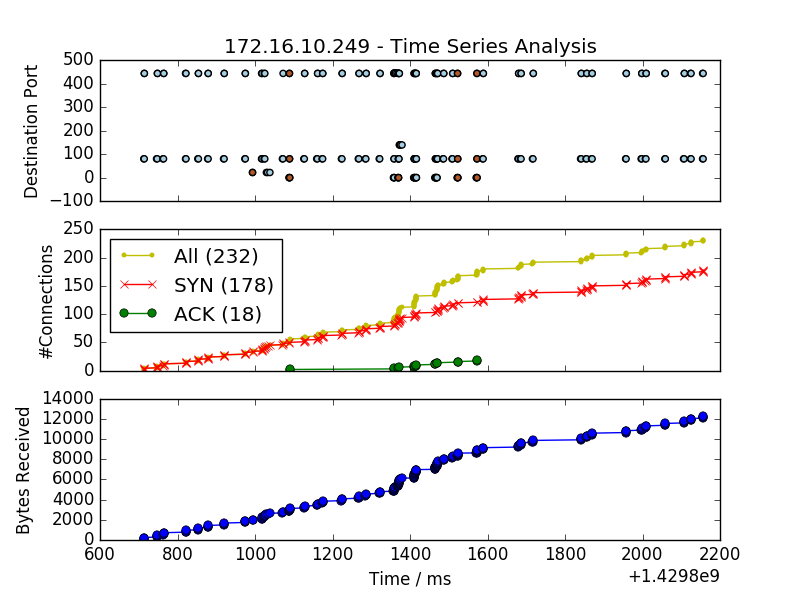 172.16.10.249 - Time Series Analysis
Destination Port
500
400
300
200
100
0
−100
#Connections
250
200
150
100
50
0
All (232)
SYN (178)
ACK (18)
Bytes Received
14000
12000
10000
8000
6000
4000
2000
0
600 800 1000 1200 1400 1600 1800 2000 2200
Time / ms
+1.4298e9